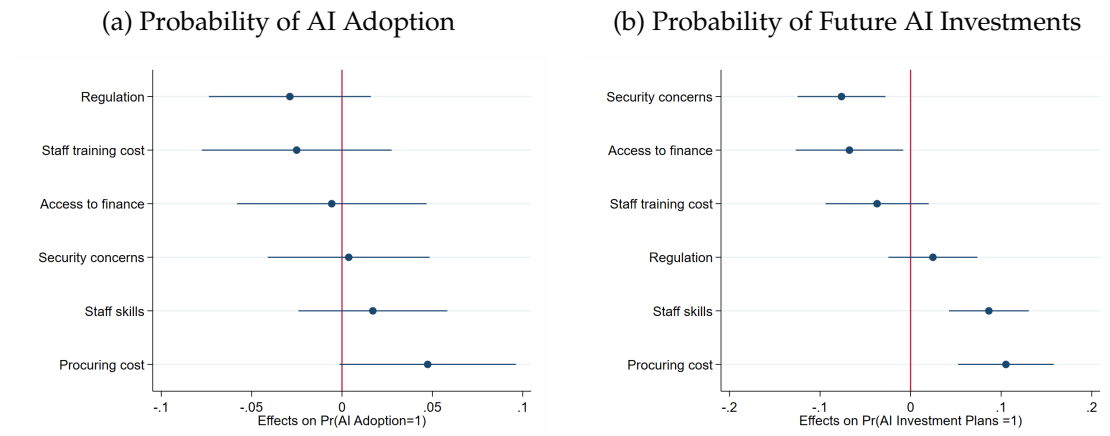 (a) Probability of AI Adoption
Regulation
Staff training cost
Access to finance
Security concerns
Staff skills
Procuring cost
-.1 -.05 0 .05 .1
Effects on Pr(AI Adoption=1)
(b) Probability of Future AI Investments
Security concerns
Access to finance
Staff training cost
Regulation
Staff skills
Procuring cost
-.2 -.1 0 .1 .2
Effects on Pr(AI Investment Plans =1)